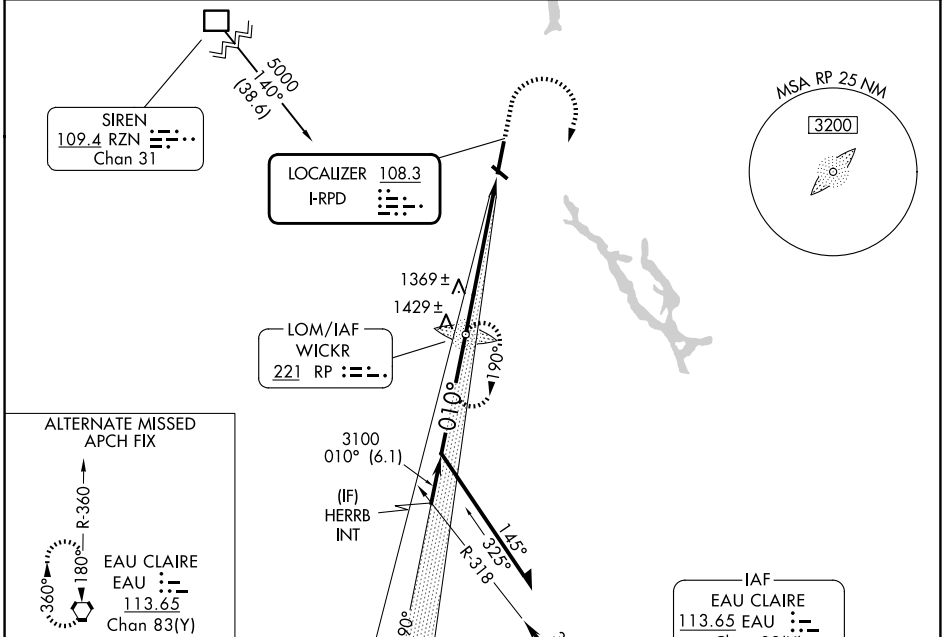 5000
140°
(38.6)
SIREN
109.4 RZN
Chan 31
MSA RP 25 NM
3200
LOCALIZER 108.3
I-RPD
1369±
1429±
LOM/IAF
WICKR
221 RP
190°
010°
3100
010° (6.1)
(IF)
HERRB
INT
145°
325°
R-318
ALTERNATE MISSED
APCH FIX
R-360
360°
180°
EAU CLAIRE
EAU
113.65
Chan 83(Y)
IAF
EAU CLAIRE
113.65 EAU